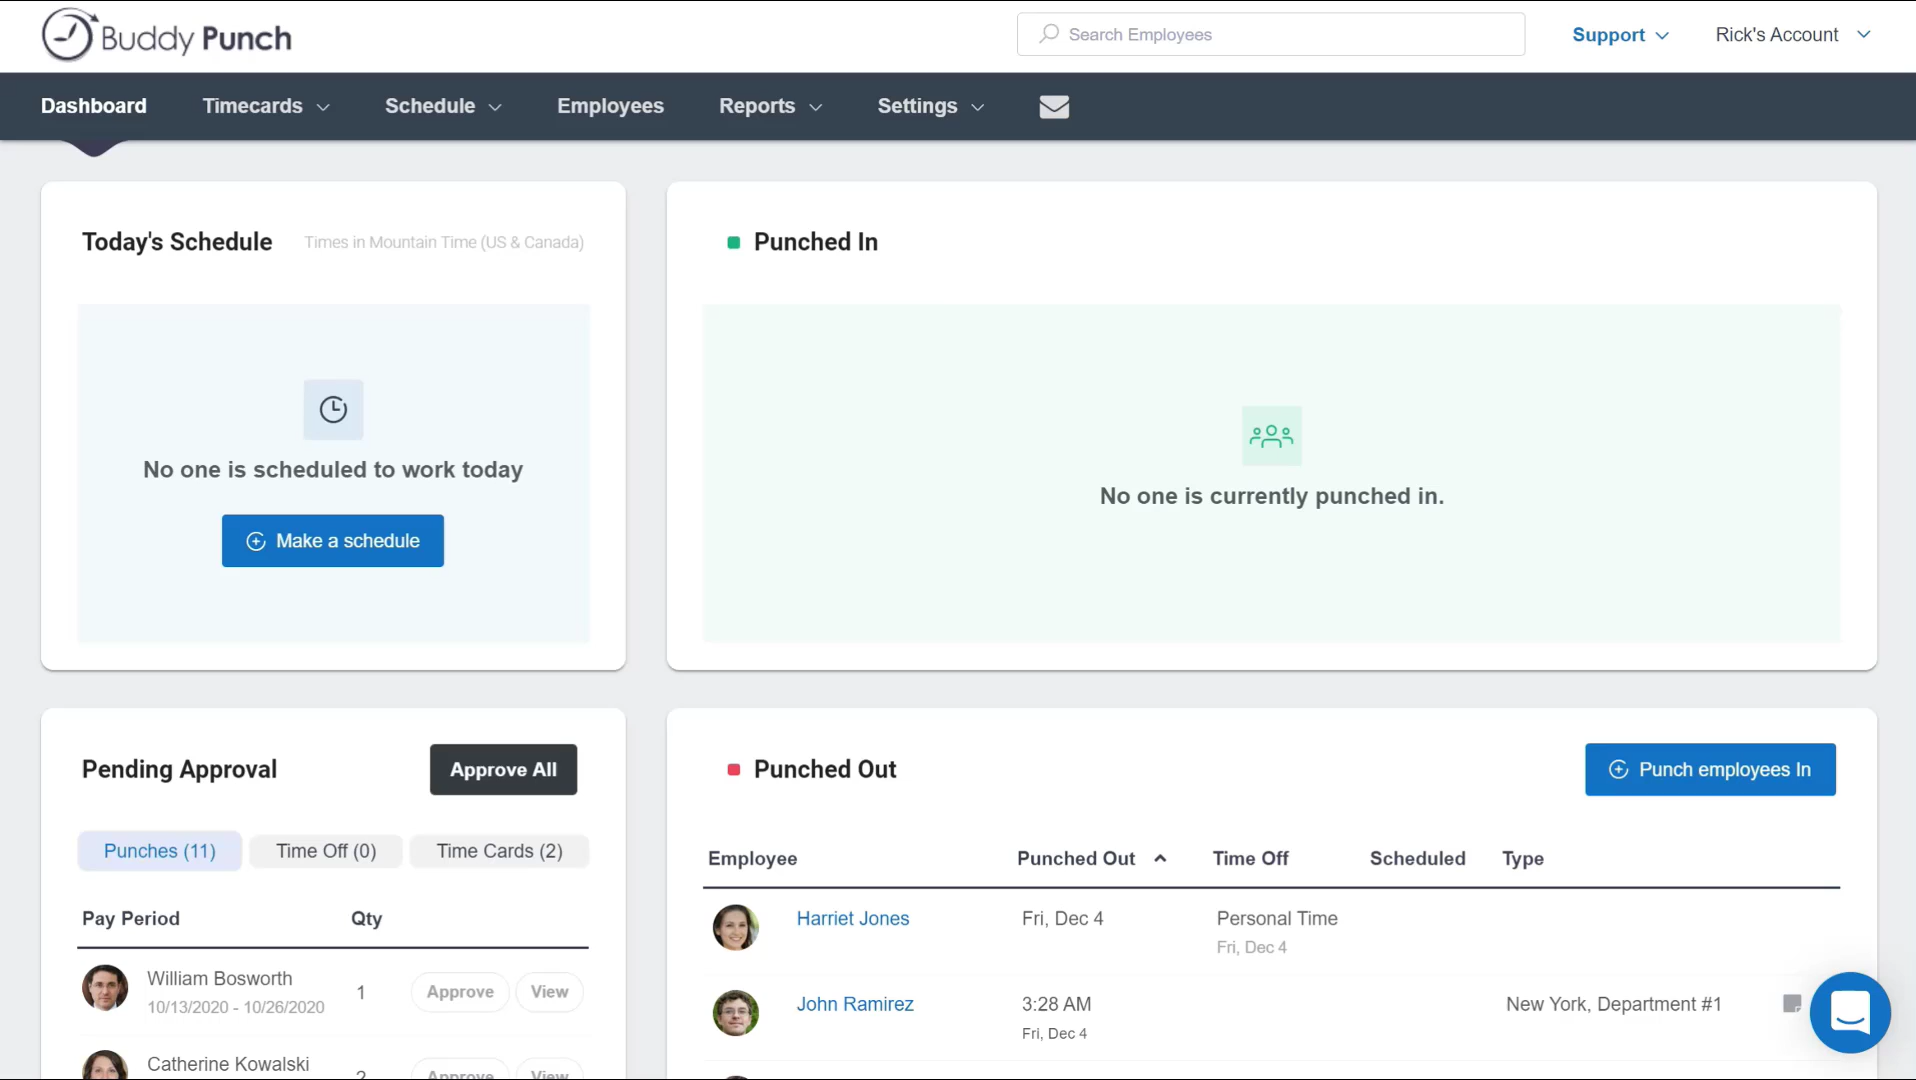 Buddy Punch
Search Employees
Support
Rick's Account
Dashboard Timecards Schedule Employees Reports Settings
Today's Schedule Times in Mountain Time (US & Canada)
No one is scheduled to work today
Make a schedule
Punched In
No one is currently punched in.
Pending Approval Approve All
Punches (11) Time Off (0) Time Cards (2)
Pay Period Qty
William Bosworth
10/13/2020 - 10/26/2020 1 Approve View
Catherine Kowalski
2 Approve View
Punched Out Punch employees In
Employee Punched Out Time Off Scheduled Type
Harriet Jones Fri, Dec 4 Personal Time
Fri, Dec 4
John Ramirez 3:28 AM New York, Department #1
Fri, Dec 4